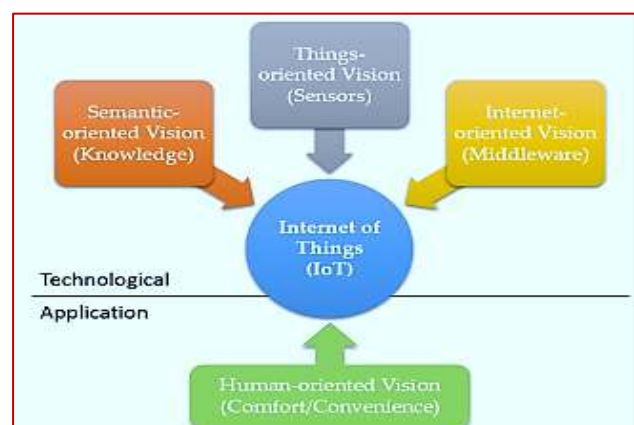 Things-
oriented Vision
(Sensors)
Semantic-
oriented Vision
(Knowledge)
Internet-
oriented Vision
(Middleware)
Internet of
Things
(IoT)
Technological
Application
Human-oriented Vision
(Comfort/Convenience)